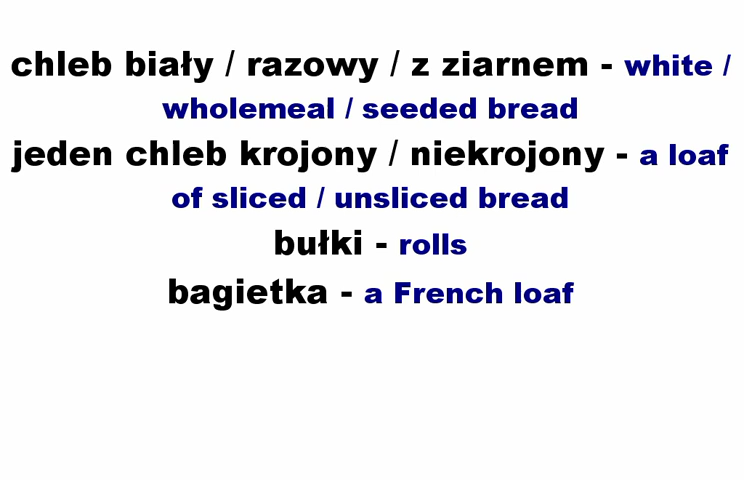 chleb biały / razowy / z ziarnem - white /
wholemeal / seeded bread
jeden chleb krojony / niekrojony - a loaf
of sliced / unsliced bread
bułki - rolls
bagietka - a French loaf